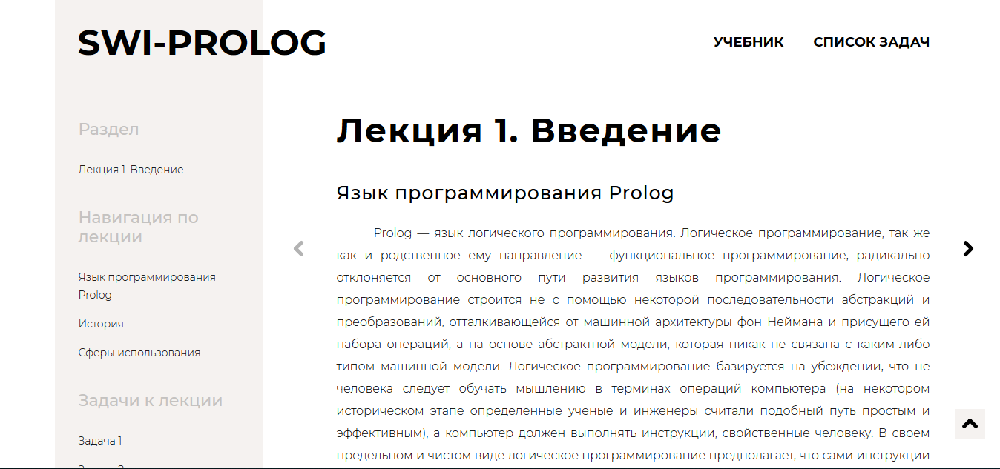 SWI-PROLOG
УЧЕБНИК СПИСОК ЗАДАЧ
Раздел
Лекция 1. Введение
Навигация по
лекции
Язык программирования
Prolog
История
Сферы использования
Задачи к лекции
Задача 1
Лекция 1. Введение
Язык программирования Prolog
Prolog — язык логического программирования. Логическое программирование, так же
как и родственное ему направление — функциональное программирование, радикально
отклоняется от основного пути развития языков программирования. Логическое
программирование строится не с помощью некоторой последовательности абстракций и
преобразований, отталкивающейся от машинной архитектуры фон Неймана и присущего ей
набора операций, а на основе абстрактной модели, которая никак не связана с каким-либо
типом машинной модели. Логическое программирование базируется на убеждении, что не
человека следует обучать мышлению в терминах операций компьютера (на некотором
историческом этапе определенные ученые и инженеры считали подобный путь простым и
эффективным), а компьютер должен выполнять инструкции, свойственные человеку. В своем
предельном и чистом виде логическое программирование предполагает, что сами инструкции